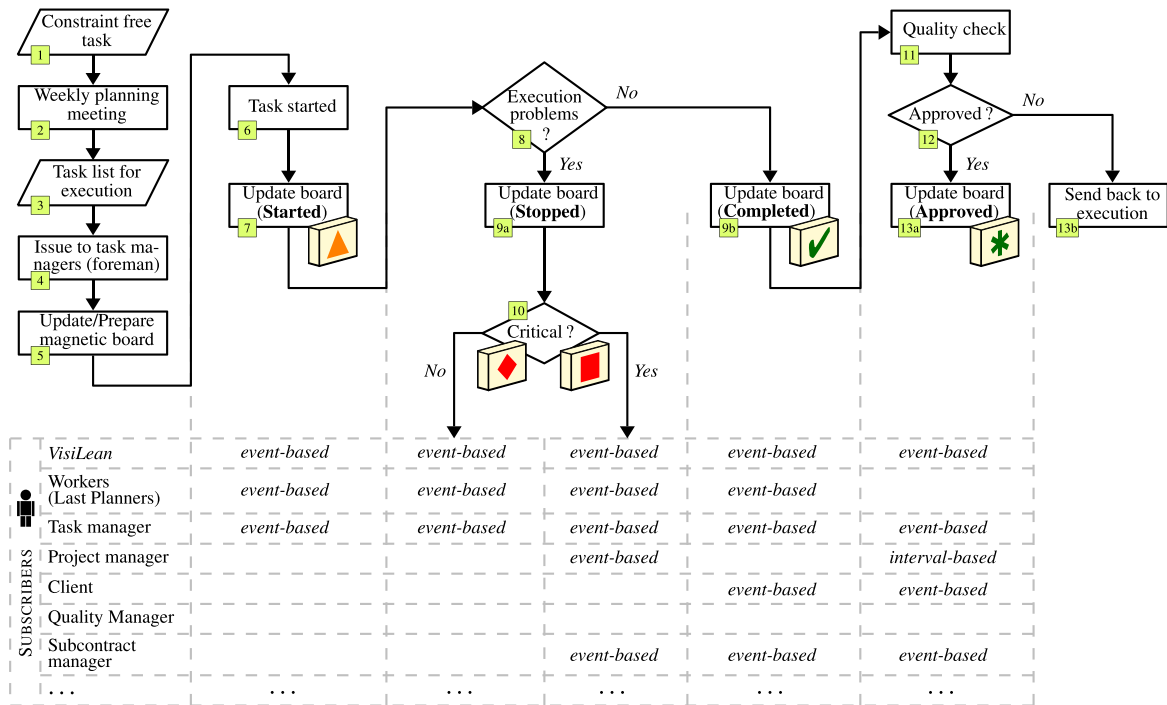 Constraint free
task
1
Weekly planning
meeting
2
Task list for
execution
3
Issue to task ma-
nagers (foreman)
4
Update/Prepare
magnetic board
5
Task started
6
Update board
(Started)
7
Execution
problems
?
8
No
Yes
Update board
(Stopped)
9a
10
Critical ?
No
Yes
Update board
(Completed)
9b
Quality check
11
Approved ?
12
No
Yes
Update board
(Approved)
13a
Send back to
execution
13b
SUBSCRIBERS
VisiLean event-based event-based event-based event-based event-based
Workers
(Last Planners) event-based event-based event-based event-based
Task manager event-based event-based event-based event-based event-based
Project manager event-based interval-based
Client event-based event-based
Quality Manager
Subcontract
manager event-based event-based event-based
... ... ... ... ... ...